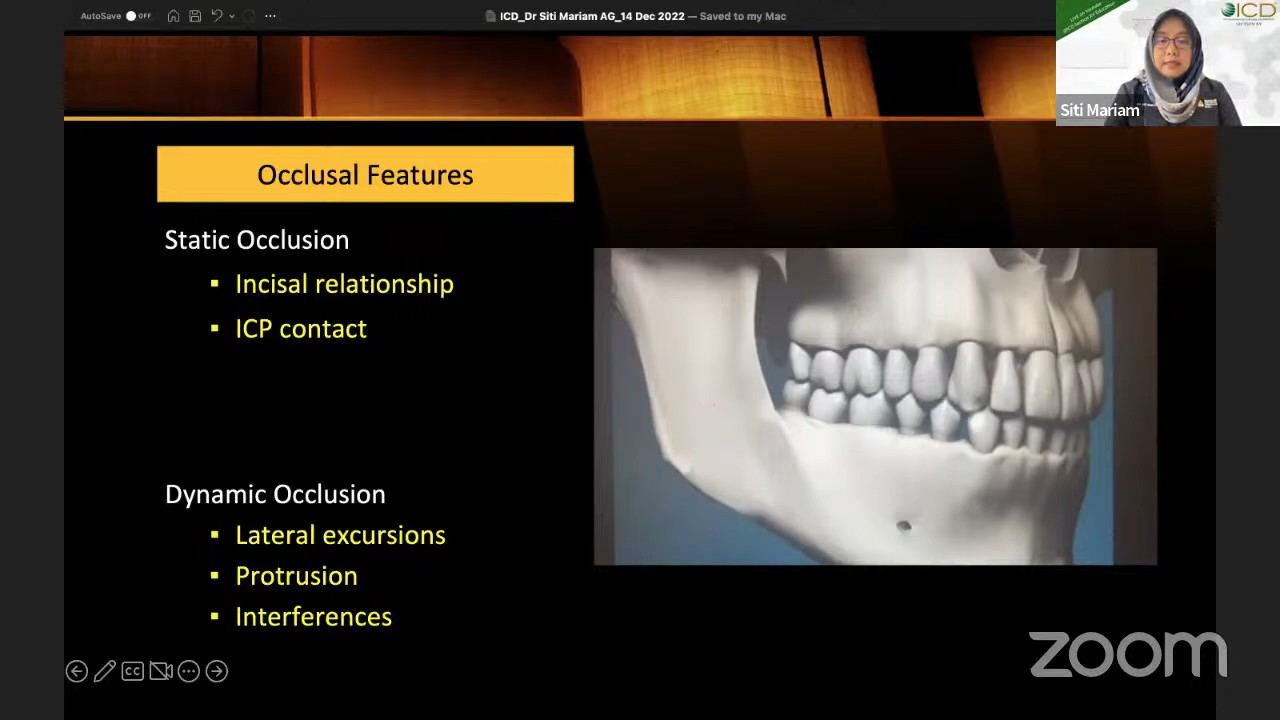 AutoSave OFF
ICD_Dr Siti Mariam AG_14 Dec 2022 — Saved to my Mac
ICD
Siti Mariam
Occlusal Features
Static Occlusion
▪ Incisal relationship
▪ ICP contact
Dynamic Occlusion
▪ Lateral excursions
▪ Protrusion
▪ Interferences
CC
zoom